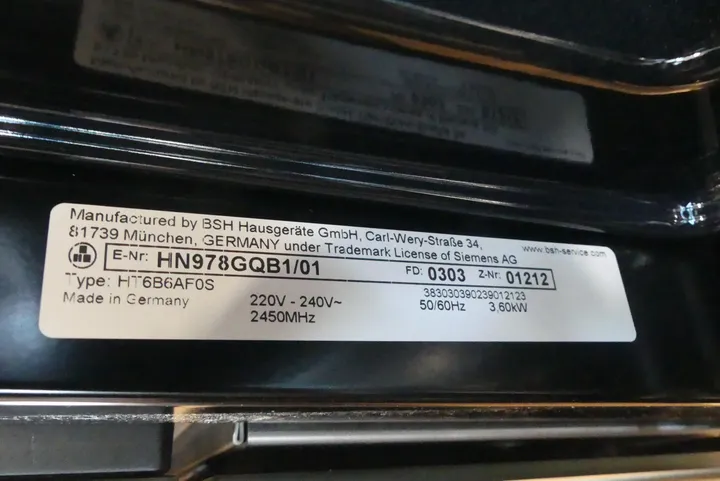 Manufactured by BSH Hausgeräte GmbH, Carl-Wery-Straße 34,
81739 München, GERMANY under Trademark License of Siemens AG
www.bsh-service.com
E-Nr: HN978GQB1/01 FD: 0303 Z-Nr: 01212
Type: HT6B6AF0S 383030390239012123
Made in Germany 220V - 240V~ 50/60Hz 3,60kW
2450MHz